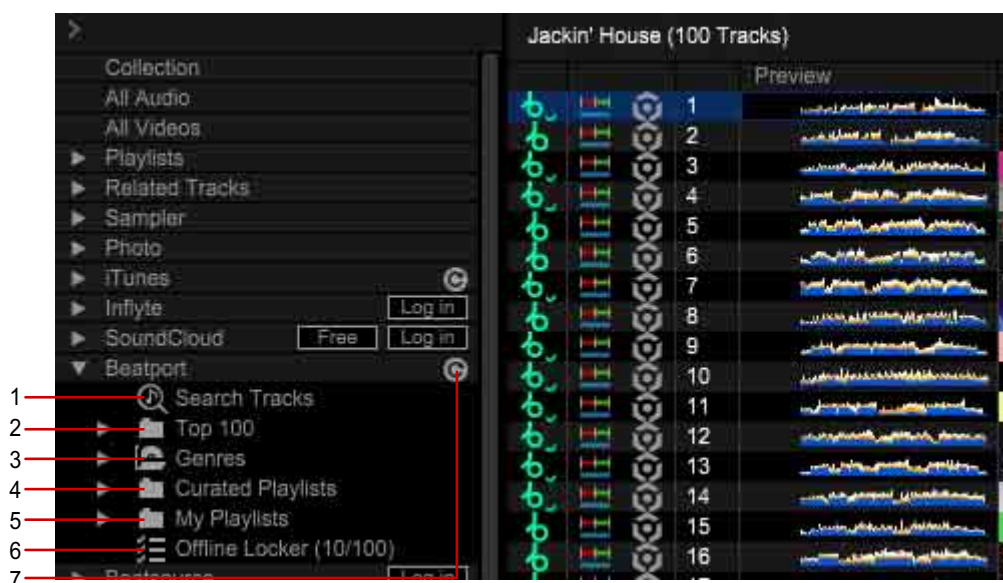 Jackin' House (100 Tracks)
Preview
Collection
All Audio
All Videos
Playlists
Related Tracks
Sampler
Photo
iTunes
Inflyte Log in
SoundCloud Free Log in
Beatport
1 Search Tracks
2 Top 100
3 Genres
4 Curated Playlists
5 My Playlists
6 Offline Locker (10/100)
7
1
2
3
4
5
6
7
8
9
10
11
12
13
14
15
16